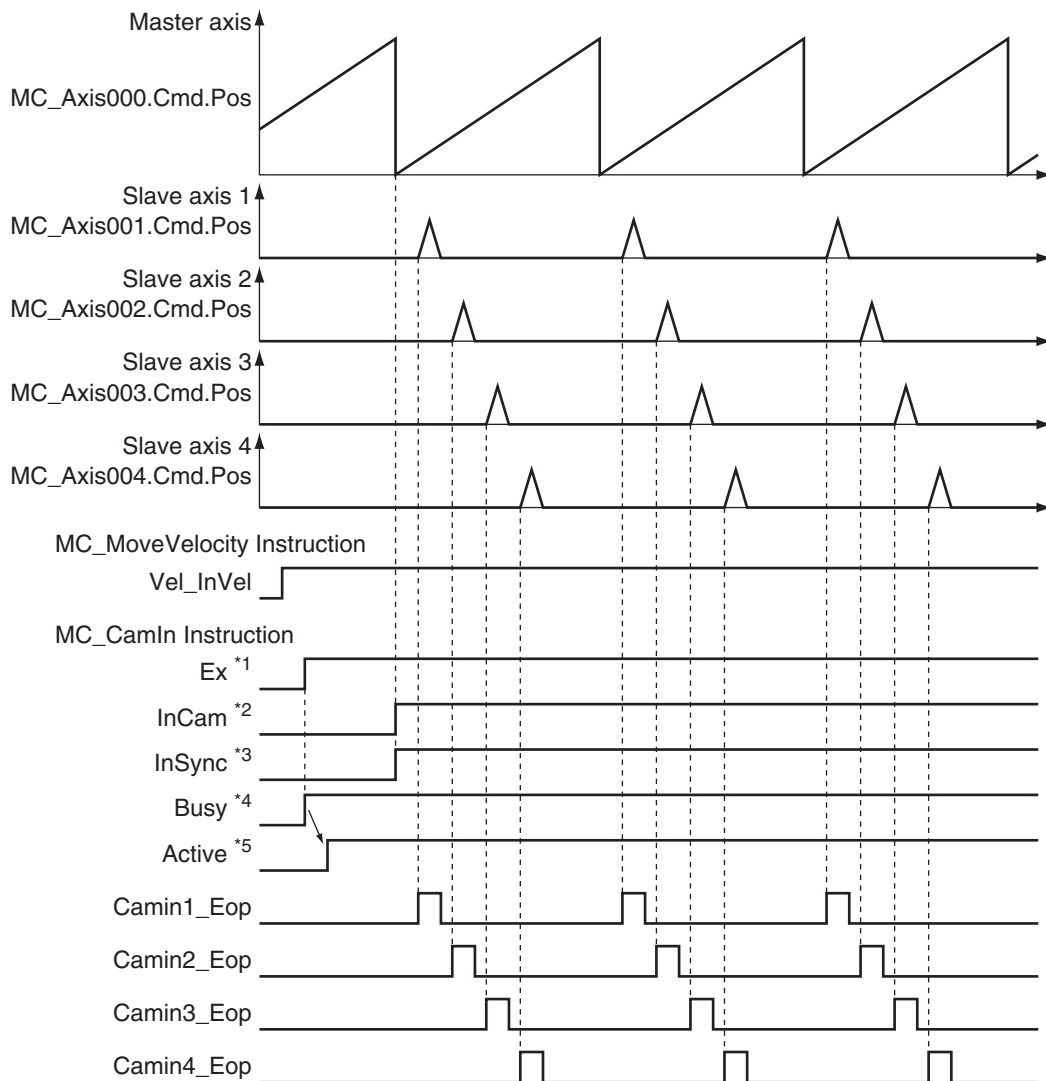 Master axis
MC_Axis000.Cmd.Pos
Slave axis 1
MC_Axis001.Cmd.Pos
Slave axis 2
MC_Axis002.Cmd.Pos
Slave axis 3
MC_Axis003.Cmd.Pos
Slave axis 4
MC_Axis004.Cmd.Pos
MC_MoveVelocity Instruction
Vel_InVel
MC_CamIn Instruction
Ex *1
InCam *2
InSync *3
Busy *4
Active *5
Camin1_Eop
Camin2_Eop
Camin3_Eop
Camin4_Eop